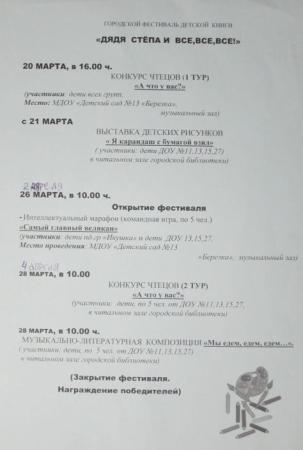 ГОРОДСКОЙ ФЕСТИВАЛЬ ДЕТСКОЙ КНИГИ
«ДЯДЯ СТЁПА И ВСЕ,ВСЕ,ВСЕ!»
20 МАРТА, в 16.00 ч.
КОНКУРС ЧТЕЦОВ (1 ТУР)
«А что у вас?»
(участники: дети всех групп.
Место: МДОУ «Детский сад №13 «Березка»,
музыкальный зал)
с 21 МАРТА
ВЫСТАВКА ДЕТСКИХ РИСУНКОВ
« Я карандаш с бумагой взял»
( участники: дети ДОУ №11,13,15,27
в читальном зале городской библиотеки)
2 апреля
26 МАРТА, в 10.00 ч.
Открытие фестиваля
•Интеллектуальный марафон (командная игра, по 5 чел.)
«Самый главный великан»
(участники: дети пд гр «Ивушка» и дети ДОУ 13,15,27,
Место проведения: МДОУ «Детский сад №13
«Березка», музыкальный зал)
4 апреля
28 МАРТА, в 10.00
КОНКУРС ЧТЕЦОВ (2 ТУР)
«А что у вас?»
(участники: дети, по 5 чел. от ДОУ №11,13,15,27,
в читальном зале городской библиотеки)
28 МАРТА, в 10.00 ч.
МУЗЫКАЛЬНО-ЛИТЕРАТУРНАЯ КОМПОЗИЦИЯ «Мы едем, едем, едем…».
( участники: дети, по 5 чел. от ДОУ №11,13,15,27,
в читальном зале городской библиотеки)
(Закрытие фестиваля.
Награждение победителей)